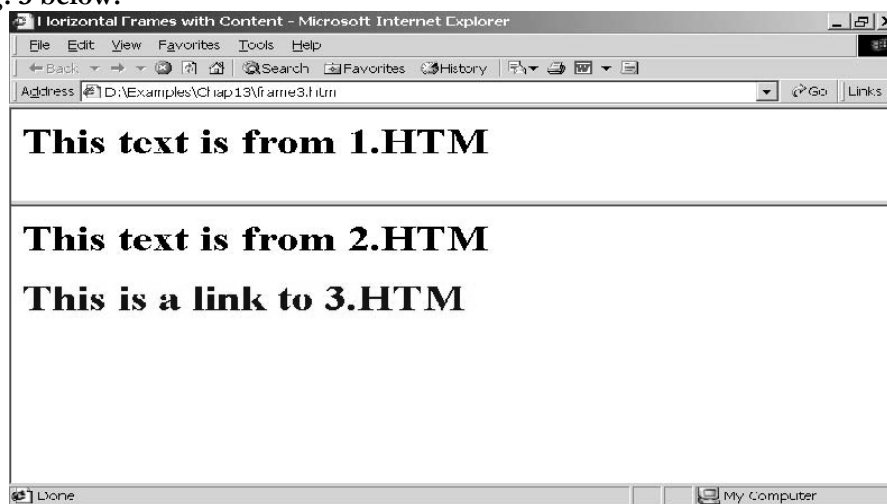 g. 3 below:
Horizontal Frames with Content - Microsoft Internet Explorer
File Edit View Favorites Tools Help
Back Search Favorites History
Address D:\Examples\Chap13\frame3.htm Go Links
This text is from 1.HTM
This text is from 2.HTM
This is a link to 3.HTM
Done My Computer